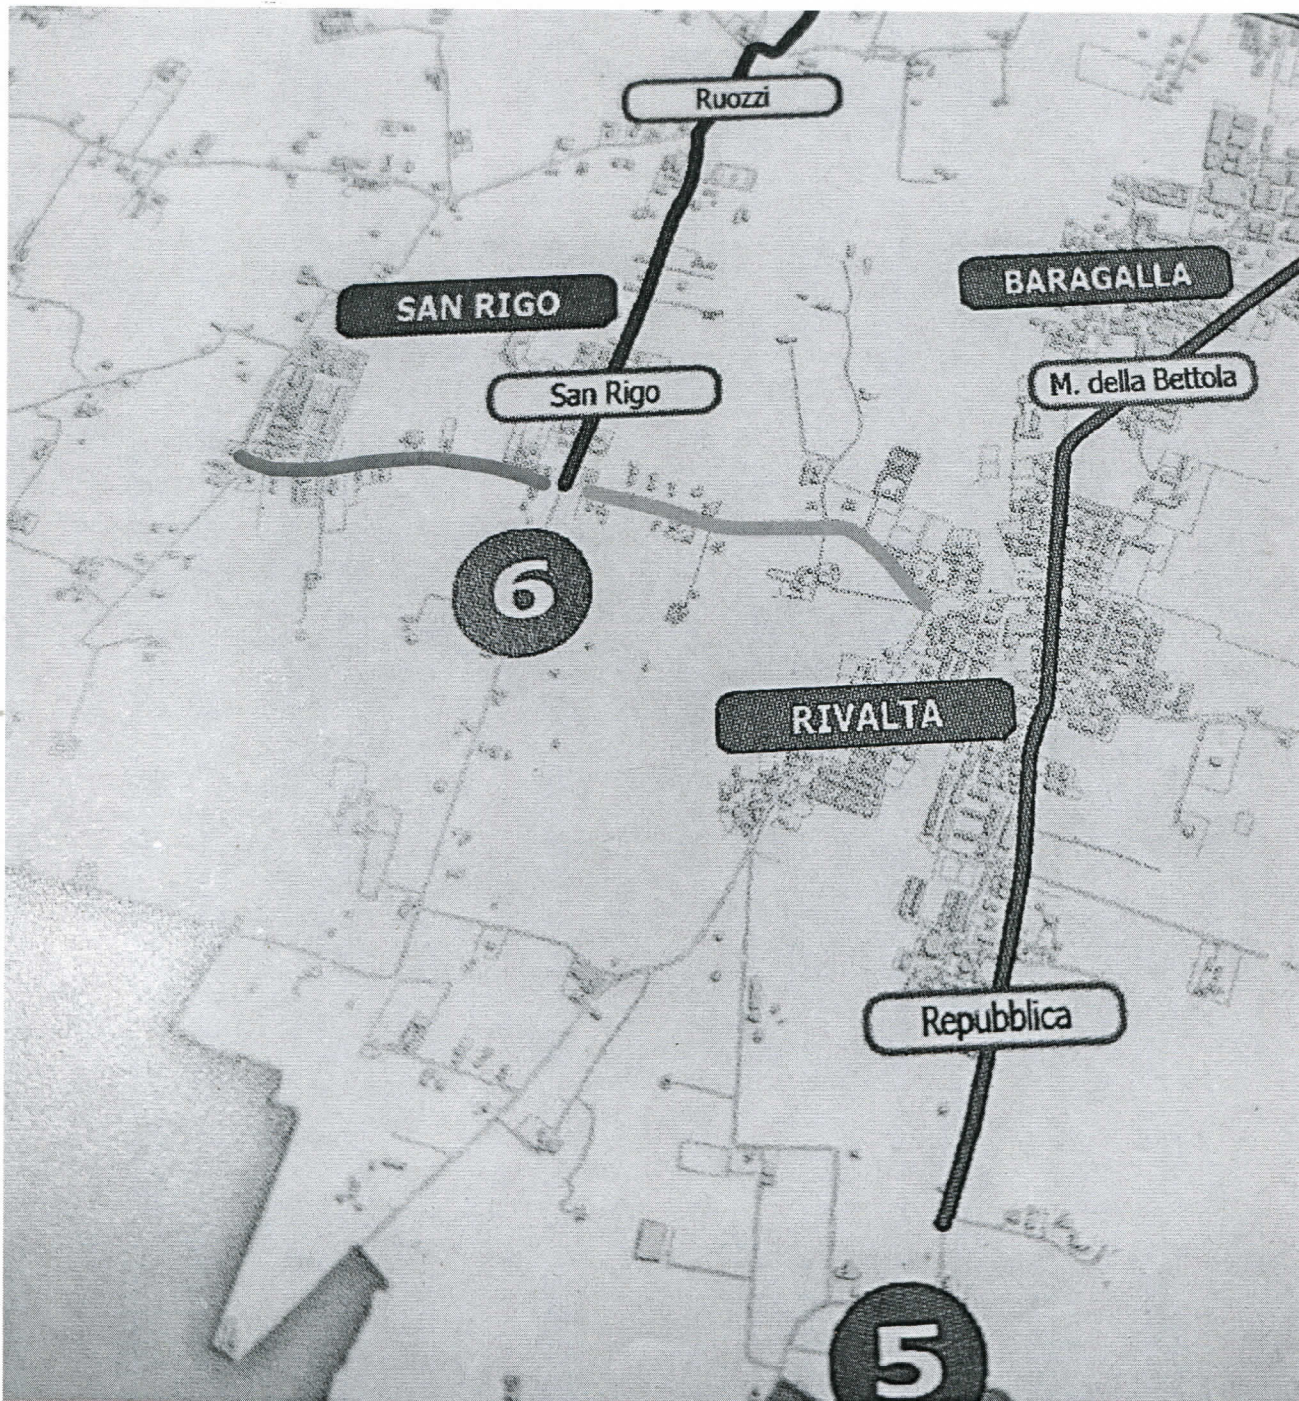 Ruozzi
BARAGALLA
SAN RIGO
M. della Bettola
San Rigo
6
RIVALTA
Repubblica
5